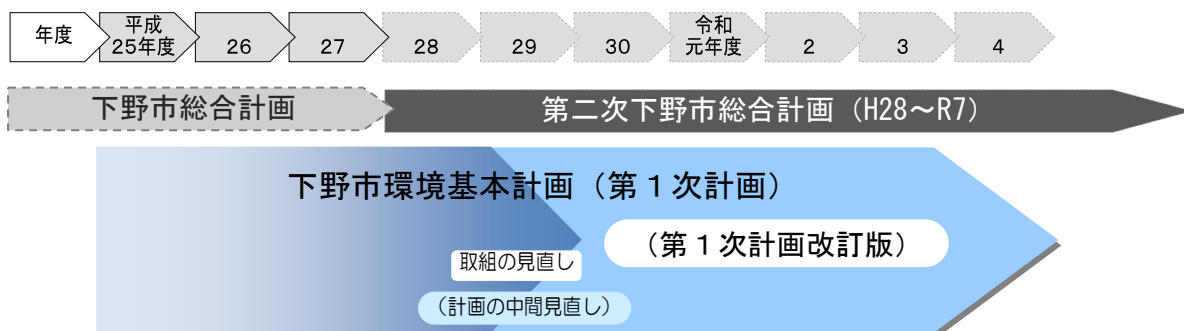 年度
平成
25年度
26
27
28
29
30
令和
元年度
2
3
4
下野市総合計画
第二次下野市総合計画（H28～R7）
下野市環境基本計画（第１次計画）
（第１次計画改訂版）
取組の見直し
（計画の中間見直し）